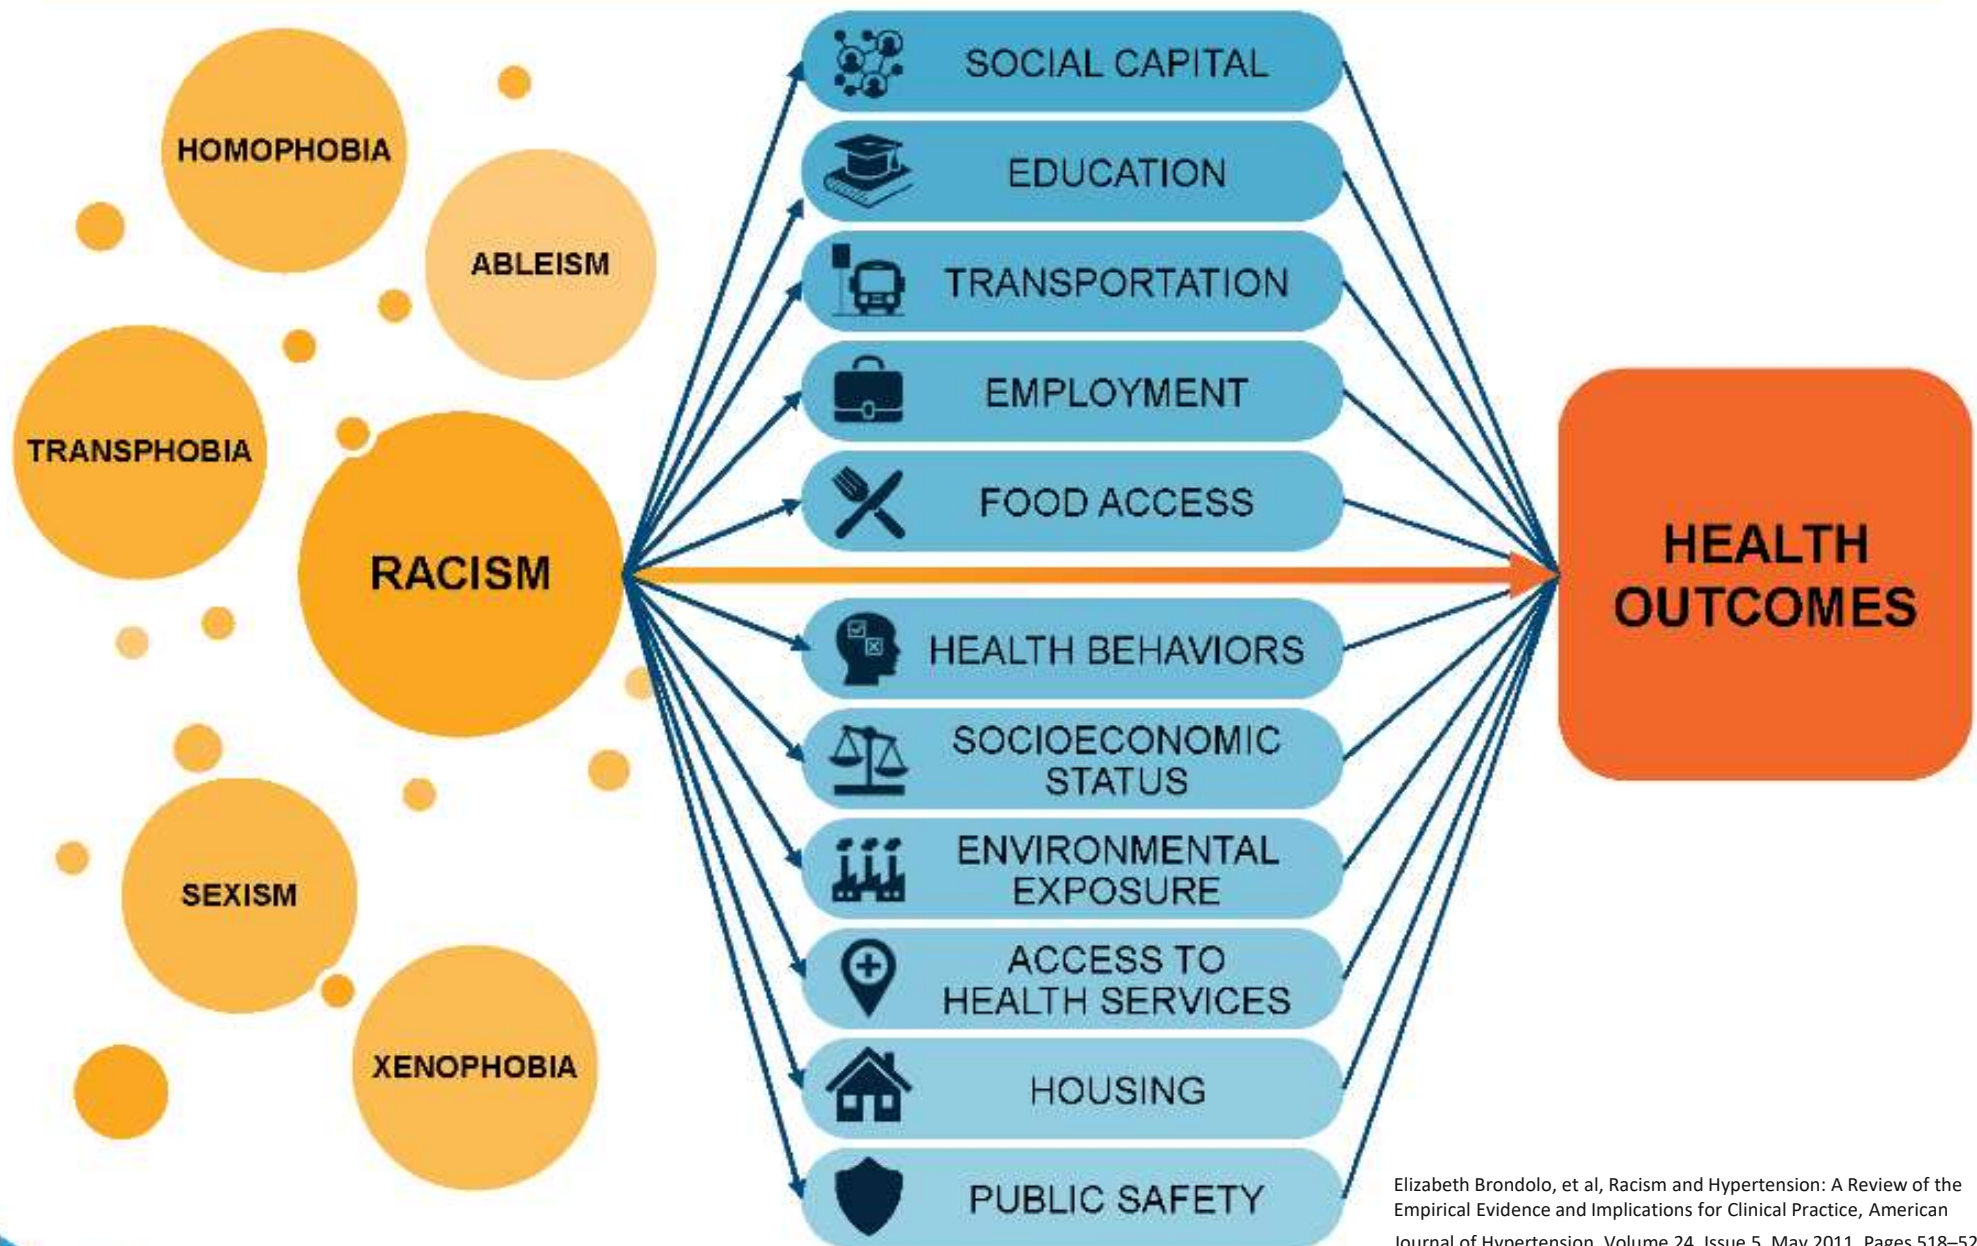 HOMOPHOBIA
ABLEISM
TRANSPHOBIA
RACISM
SEXISM
XENOPHOBIA
SOCIAL CAPITAL
EDUCATION
TRANSPORTATION
EMPLOYMENT
FOOD ACCESS
HEALTH BEHAVIORS
SOCIOECONOMIC
STATUS
ENVIRONMENTAL
EXPOSURE
ACCESS TO
HEALTH SERVICES
HOUSING
PUBLIC SAFETY
HEALTH
OUTCOMES
Elizabeth Brondolo, et al, Racism and Hypertension: A Review of the
Empirical Evidence and Implications for Clinical Practice, American
Journal of Hypertension, Volume 24, Issue 5, May 2011, Pages